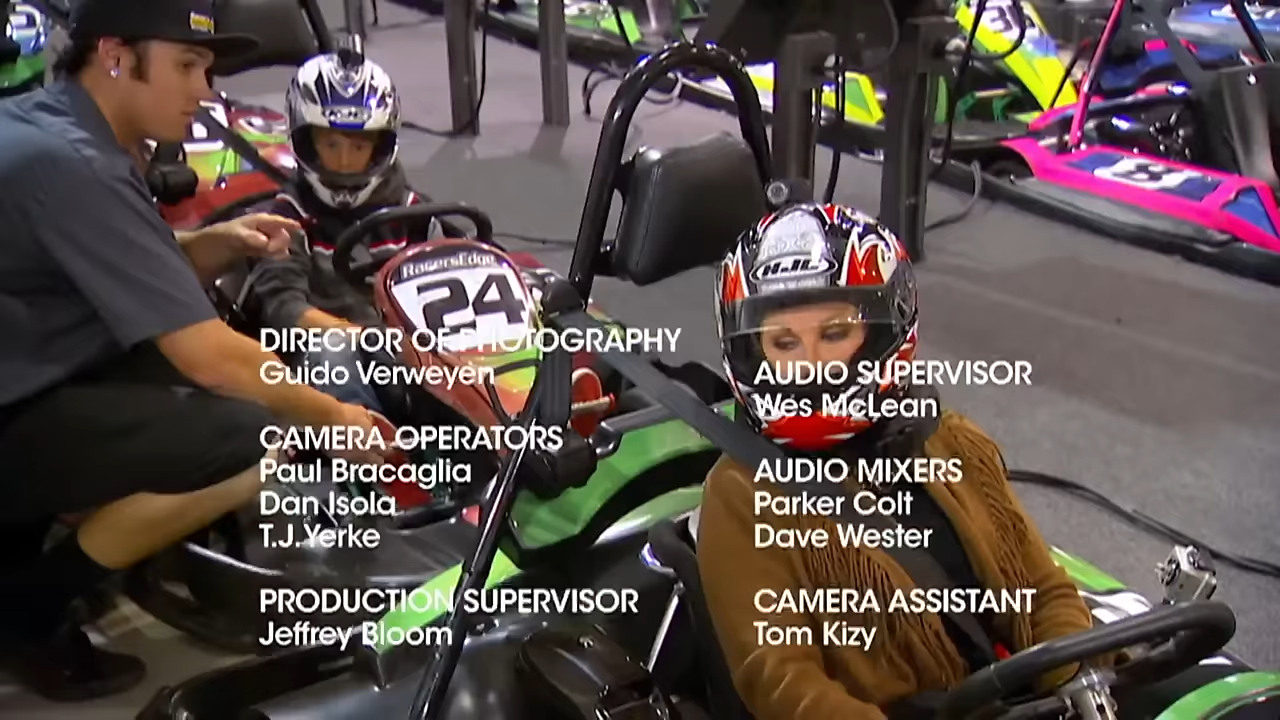 RacersEdge
24
HJC
3
8
DIRECTOR OF PHOTOGRAPHY
Guido Verweyen
CAMERA OPERATORS
Paul Bracaglia
Dan Isola
T.J.Yerke
PRODUCTION SUPERVISOR
Jeffrey Bloom
AUDIO SUPERVISOR
Wes McLean
AUDIO MIXERS
Parker Colt
Dave Wester
CAMERA ASSISTANT
Tom Kizy